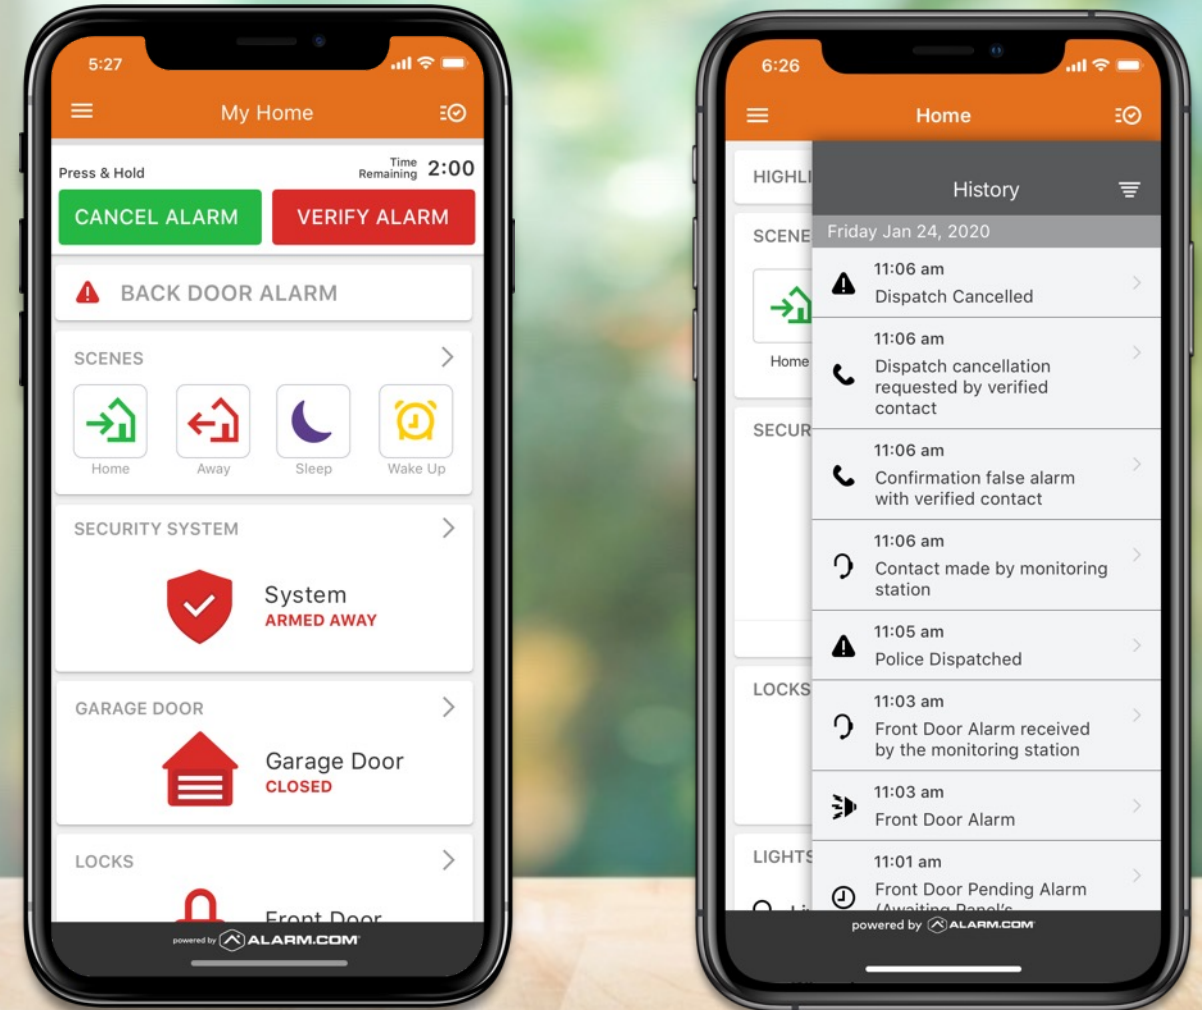 5:27
My Home
Press & Hold
Time
Remaining
2:00
CANCEL ALARM
VERIFY ALARM
BACK DOOR ALARM
SCENES
Home
Away
Sleep
Wake Up
SECURITY SYSTEM
System
ARMED AWAY
GARAGE DOOR
Garage Door
CLOSED
LOCKS
Front Door
powered by ALARM.COM
6:26
Home
HIGHLI
SCENE
Home
SECUR
LOCKS
LIGHTS
History
Friday Jan 24, 2020
11:06 am
Dispatch Cancelled
11:06 am
Dispatch cancellation
requested by verified
contact
11:06 am
Confirmation false alarm
with verified contact
11:06 am
Contact made by monitoring
station
11:05 am
Police Dispatched
11:03 am
Front Door Alarm received
by the monitoring station
11:03 am
Front Door Alarm
11:01 am
Front Door Pending Alarm
(Awaiting Panel's
powered by ALARM.COM